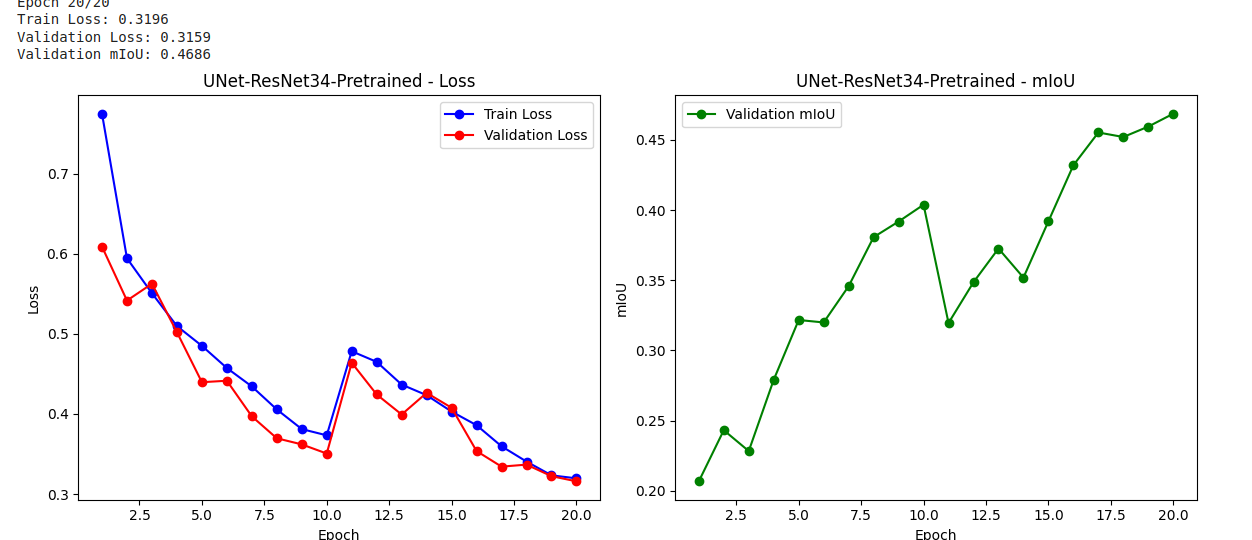 Epoch 20/20
Train Loss: 0.3196
Validation Loss: 0.3159
Validation mIoU: 0.4686
UNet-ResNet34-Pretrained - Loss
Train Loss
Validation Loss
0.7
0.6
0.5
0.4
0.3
Loss
2.5 5.0 7.5 10.0 12.5 15.0 17.5 20.0
Epoch
UNet-ResNet34-Pretrained - mIoU
Validation mIoU
0.45
0.40
0.35
0.30
0.25
0.20
mIoU
2.5 5.0 7.5 10.0 12.5 15.0 17.5 20.0
Epoch